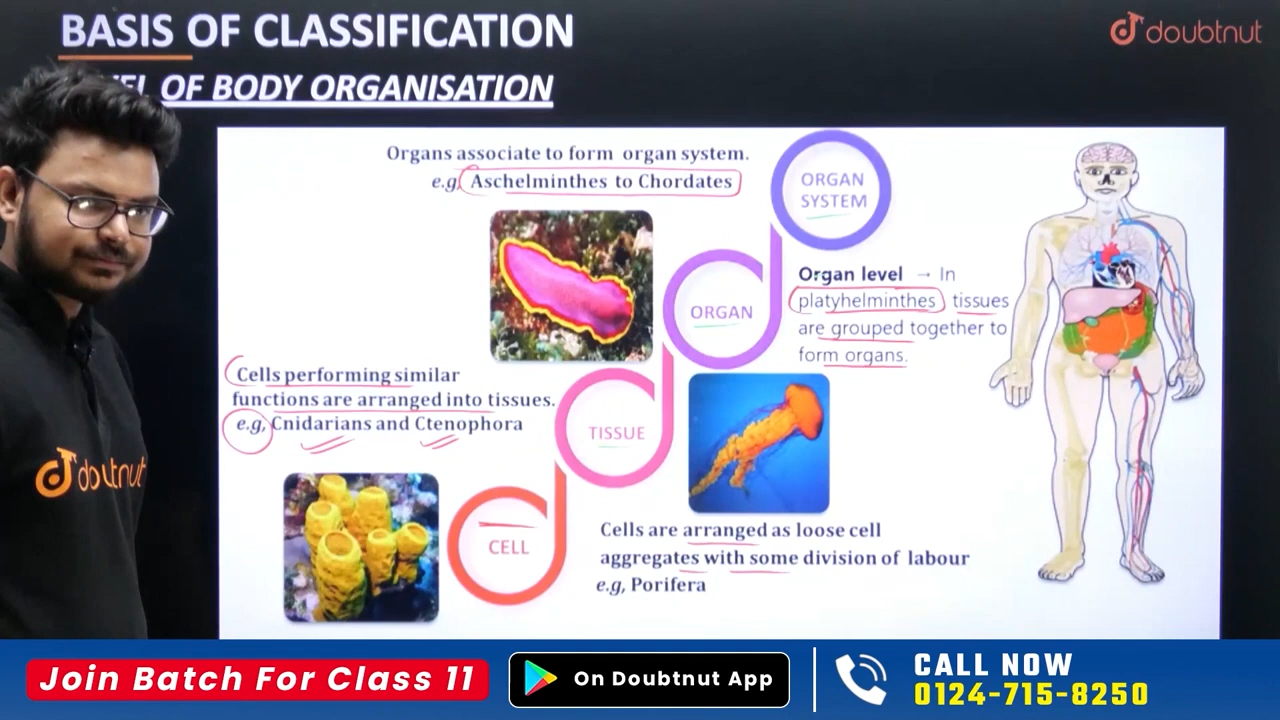 BASIS OF CLASSIFICATION
doubtnut
OF BODY ORGANISATION
Organs associate to form organ system.
e.g, Aschelminthes to Chordates
ORGAN
SYSTEM
Organ level → In
platyhelminthes tissues
are grouped together to
form organs.
ORGAN
Cells performing similar
functions are arranged into tissues.
e.g, Cnidarians and Ctenophora
TISSUE
doubtnut
CELL
Cells are arranged as loose cell
aggregates with some division of labour
e.g, Porifera
Join Batch For Class 11
On Doubtnut App
CALL NOW
0124-715-8250